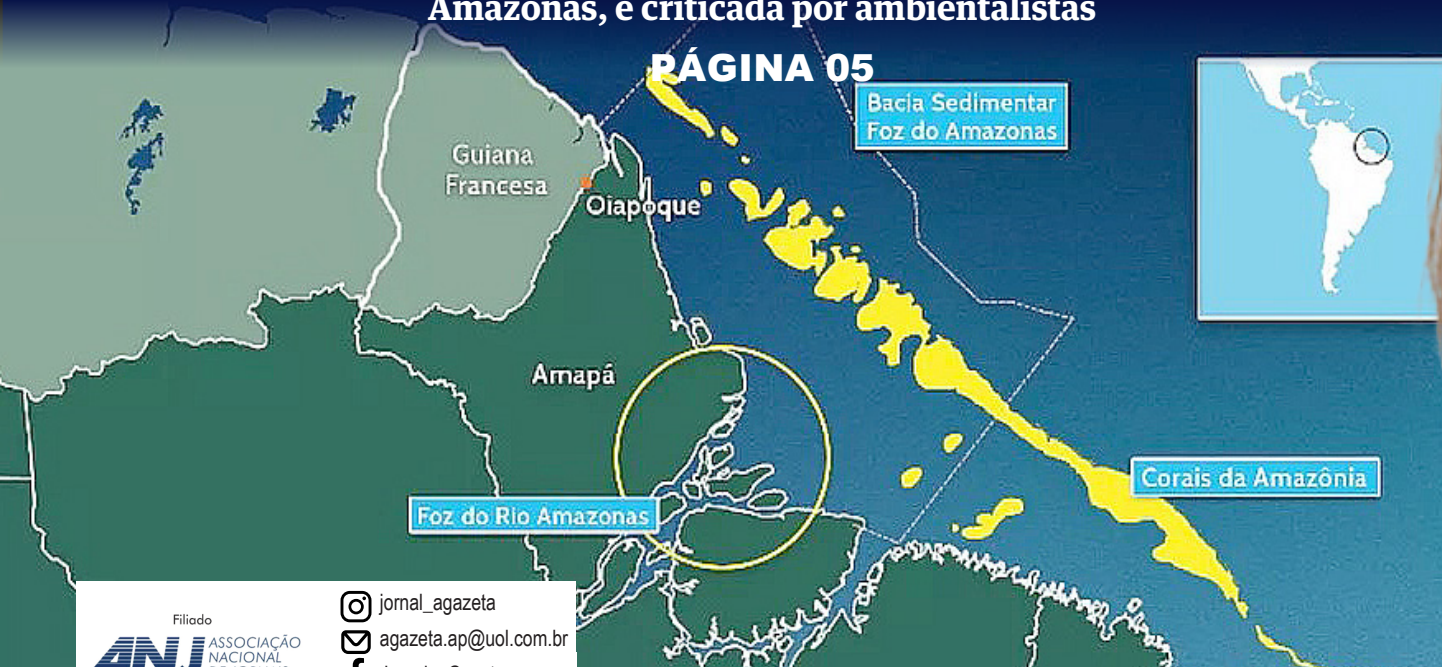 Amazonas, é criticada por ambientalistas
PÁGINA 05
Bacia Sedimentar
Foz do Amazonas
Guiana
Francesa
Oiapoque
Amapá
Corais da Amazônia
Foz do Rio Amazonas
Filiado
ANJ
ASSOCIAÇÃO
NACIONAL
jornal_agazeta
agazeta.ap@uol.com.br